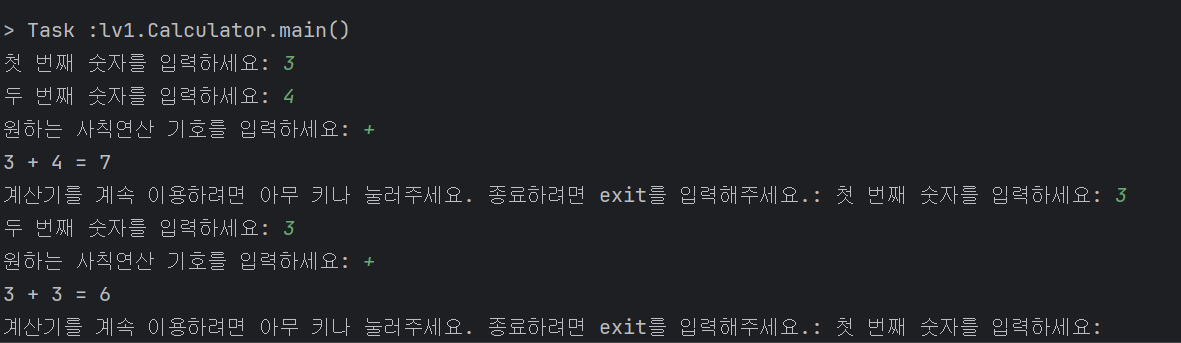 > Task :lv1.Calculator.main()
첫 번째 숫자를 입력하세요: 3
두 번째 숫자를 입력하세요: 4
원하는 사칙연산 기호를 입력하세요: +
3 + 4 = 7
계산기를 계속 이용하려면 아무 키나 눌러주세요. 종료하려면 exit를 입력해주세요.: 첫 번째 숫자를 입력하세요: 3
두 번째 숫자를 입력하세요: 3
원하는 사칙연산 기호를 입력하세요: +
3 + 3 = 6
계산기를 계속 이용하려면 아무 키나 눌러주세요. 종료하려면 exit를 입력해주세요.: 첫 번째 숫자를 입력하세요: